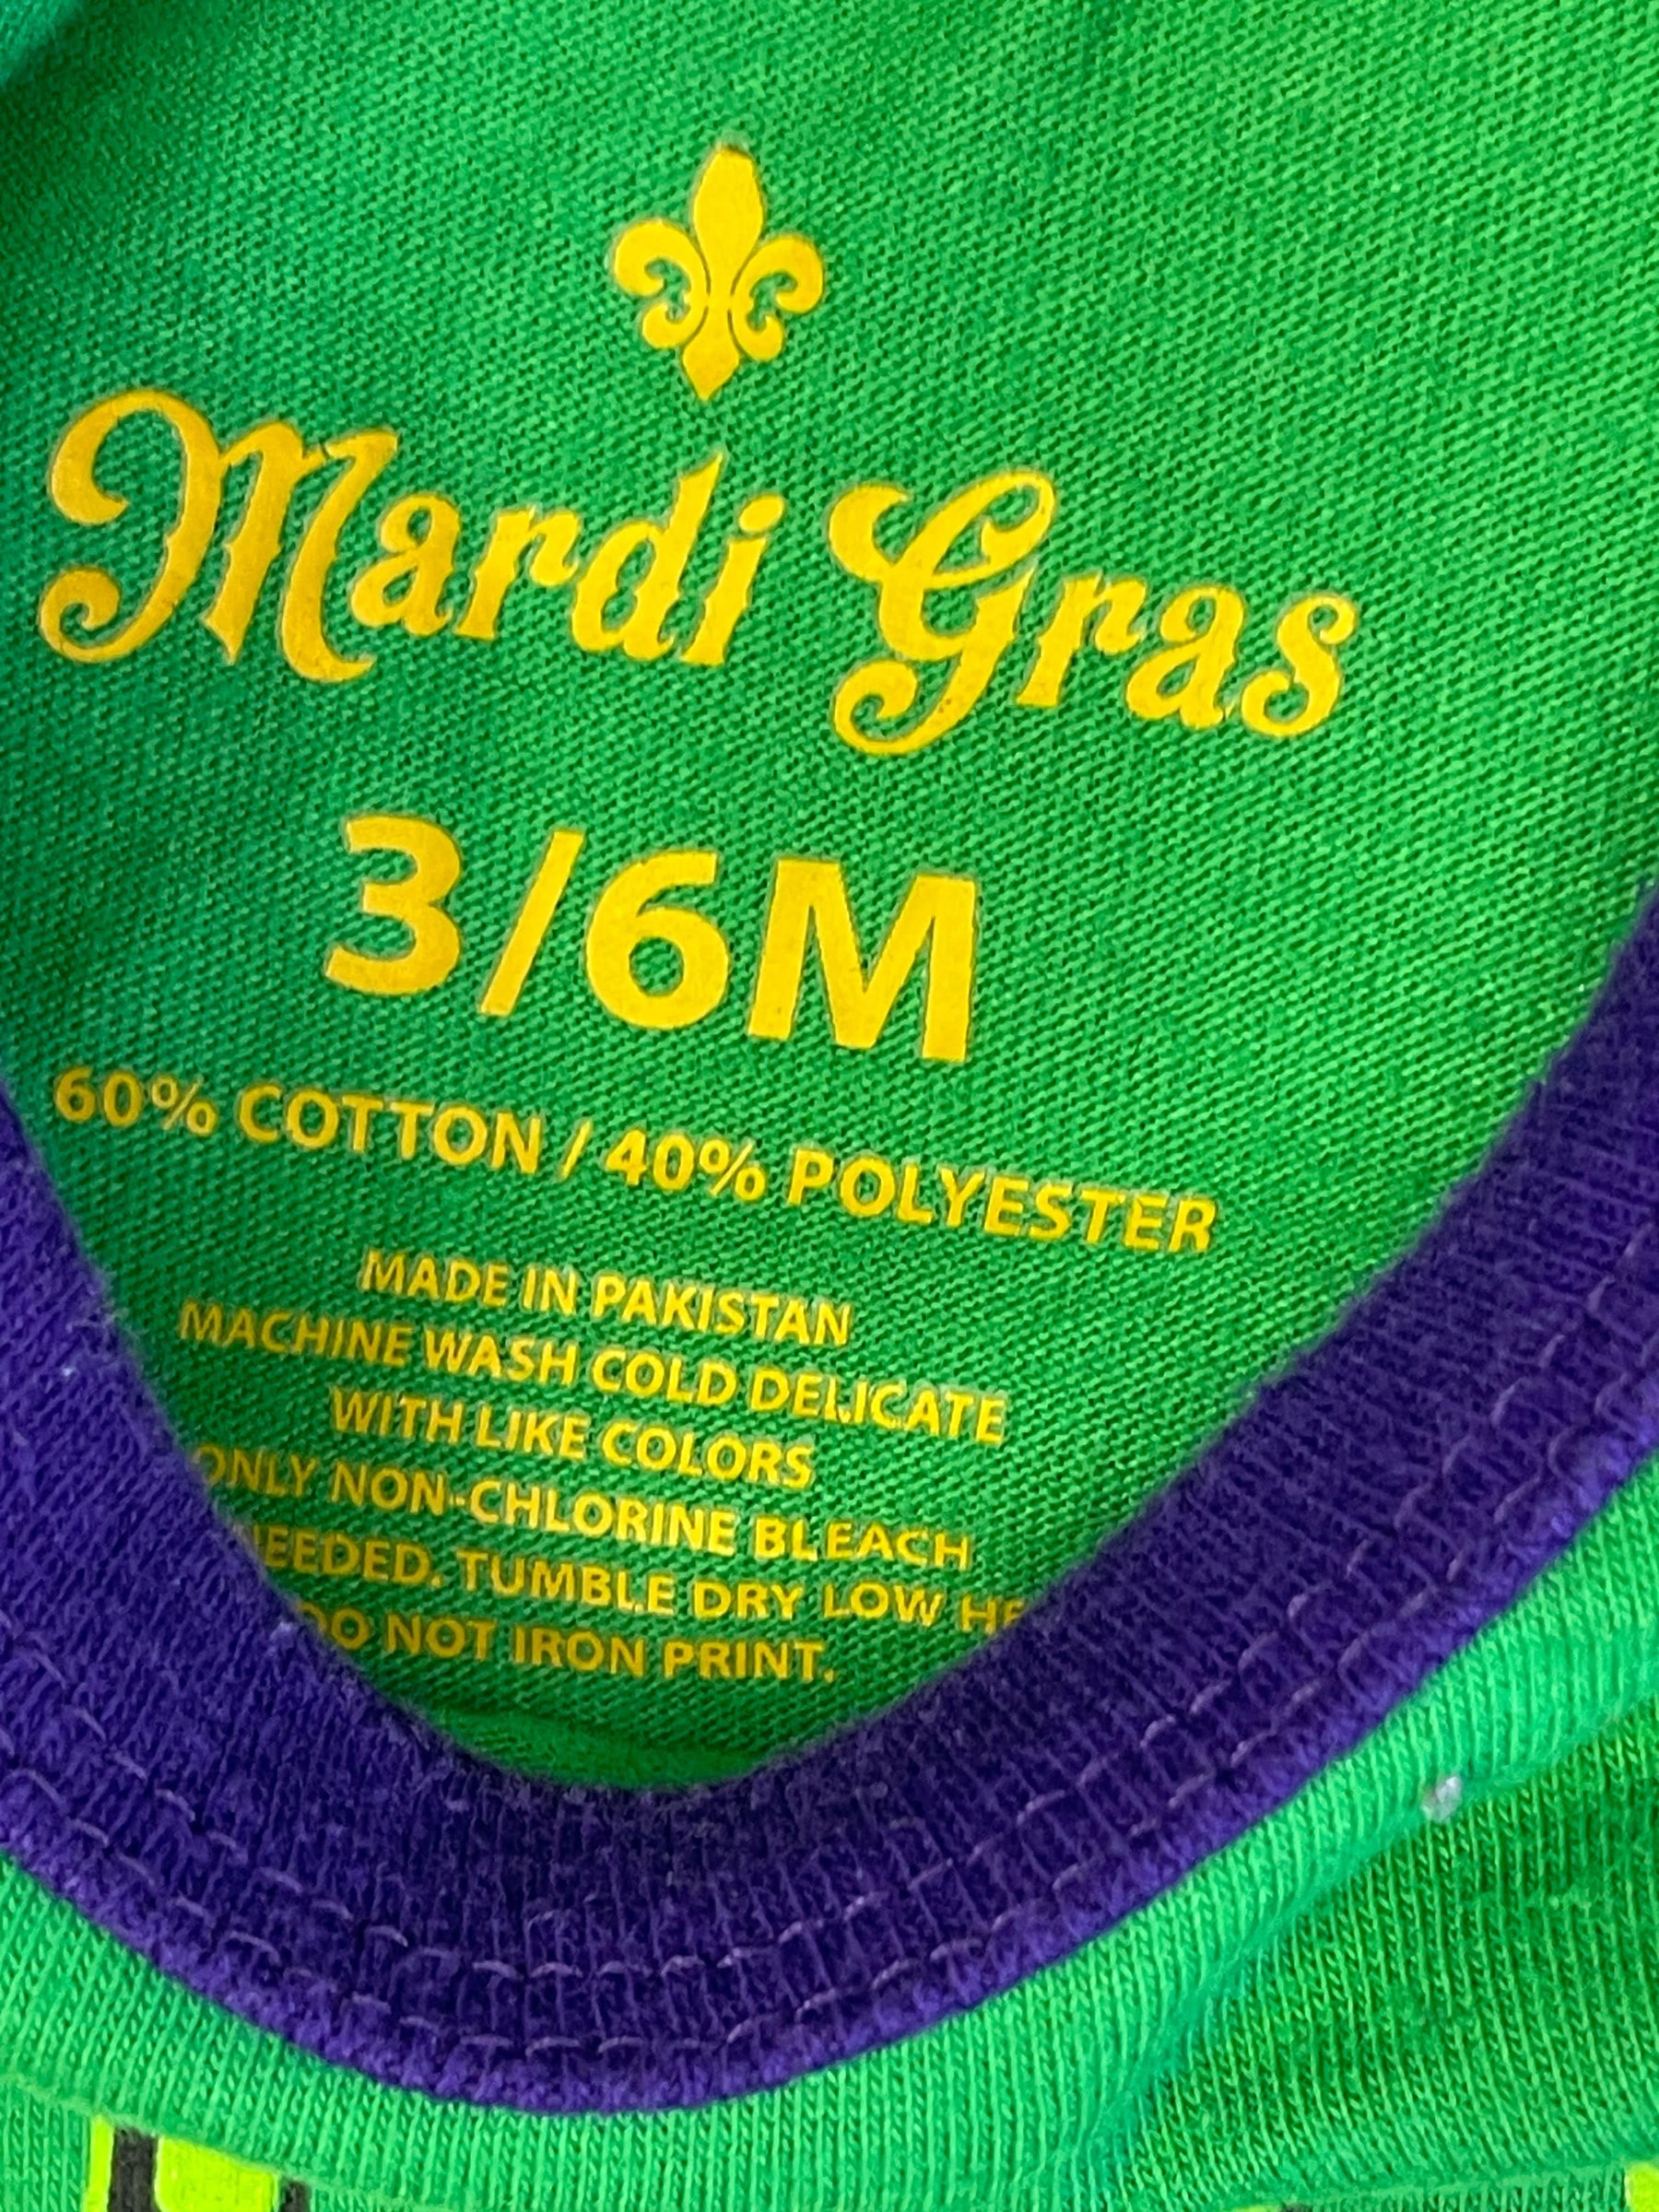 Mardi Gras
3/6M
60% COTTON / 40% POLYESTER
MADE IN PAKISTAN
MACHINE WASH COLD DELICATE
WITH LIKE COLORS
ONLY NON-CHLORINE BLEACH
NEEDED. TUMBLE DRY LOW
DO NOT IRON PRINT.